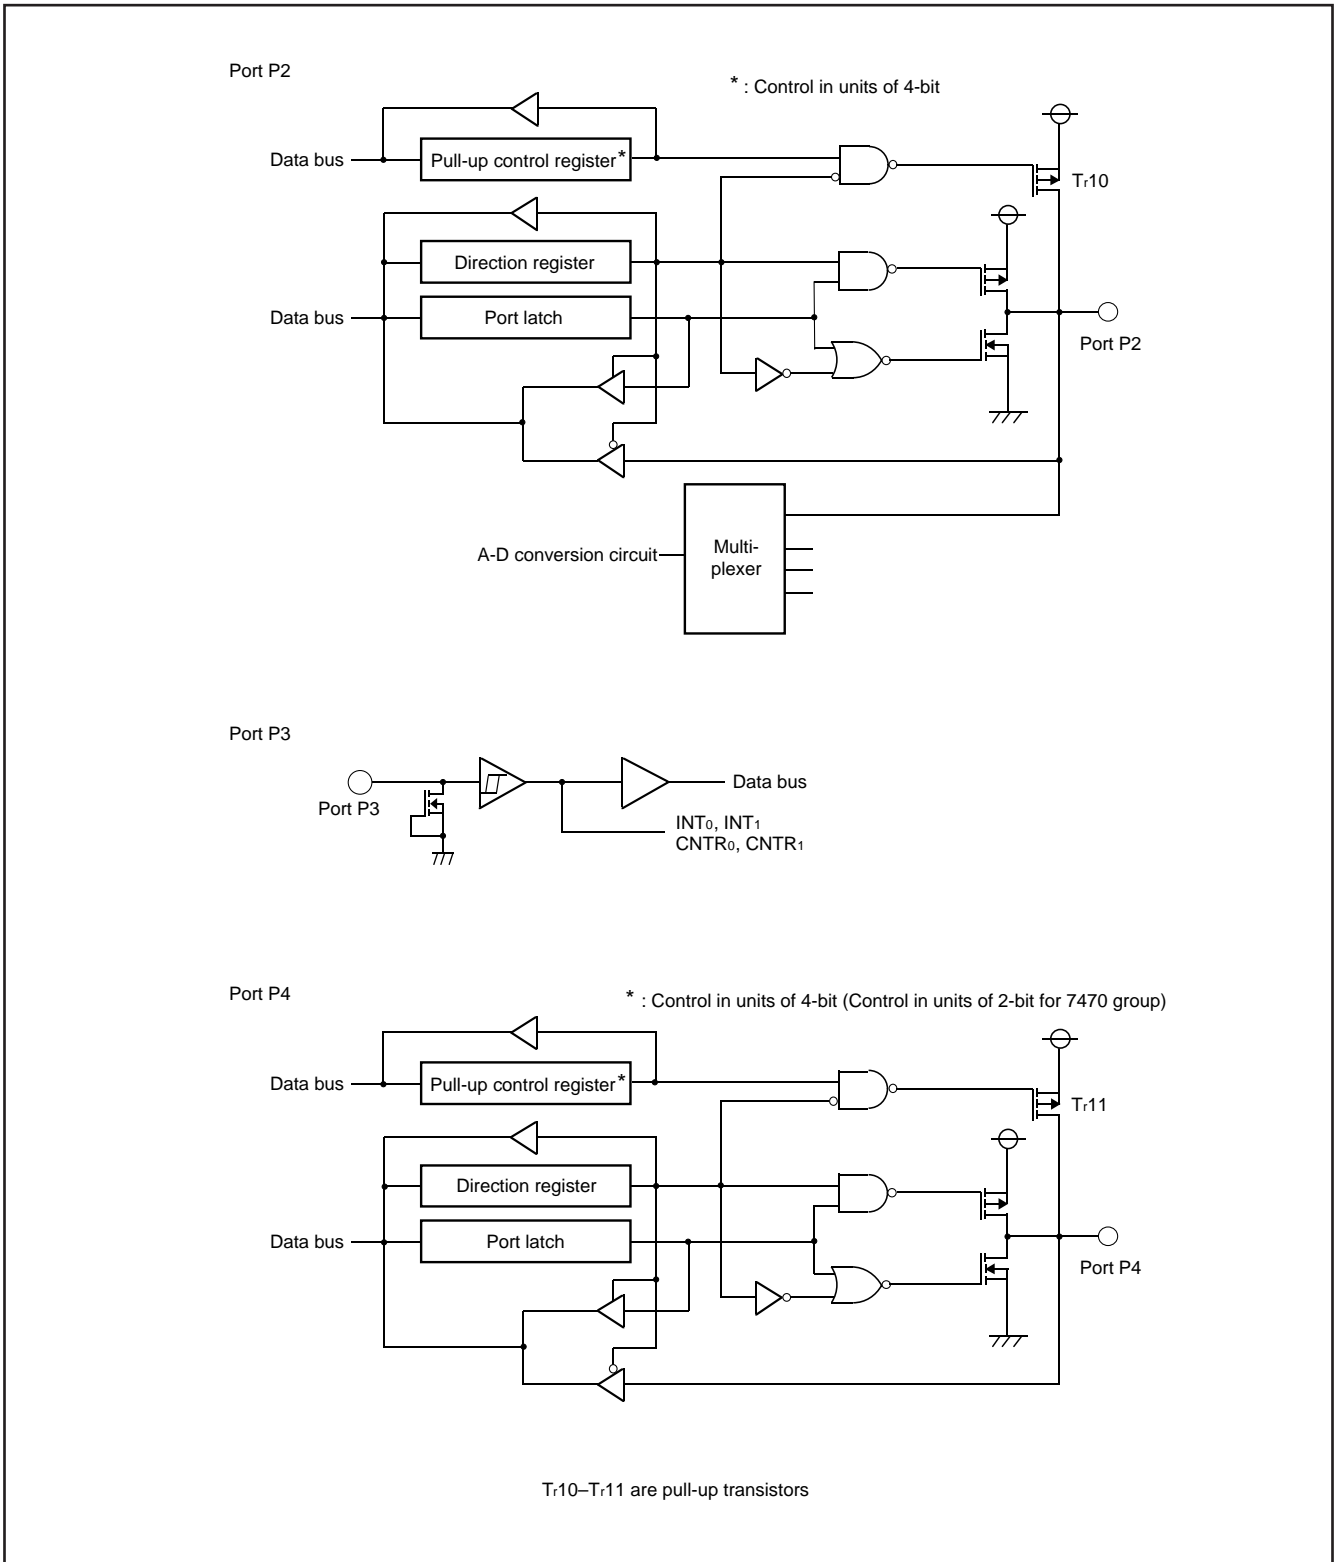 Port P2
* : Control in units of 4-bit
Data bus
Pull-up control register*
Tr10
Direction register
Data bus
Port latch
Port P2
A-D conversion circuit
Multi-
plexer
Port P3
Port P3
Data bus
INT0, INT1
CNTR0, CNTR1
Port P4
* : Control in units of 4-bit (Control in units of 2-bit for 7470 group)
Data bus
Pull-up control register*
Tr11
Direction register
Data bus
Port latch
Port P4
Tr10–Tr11 are pull-up transistors